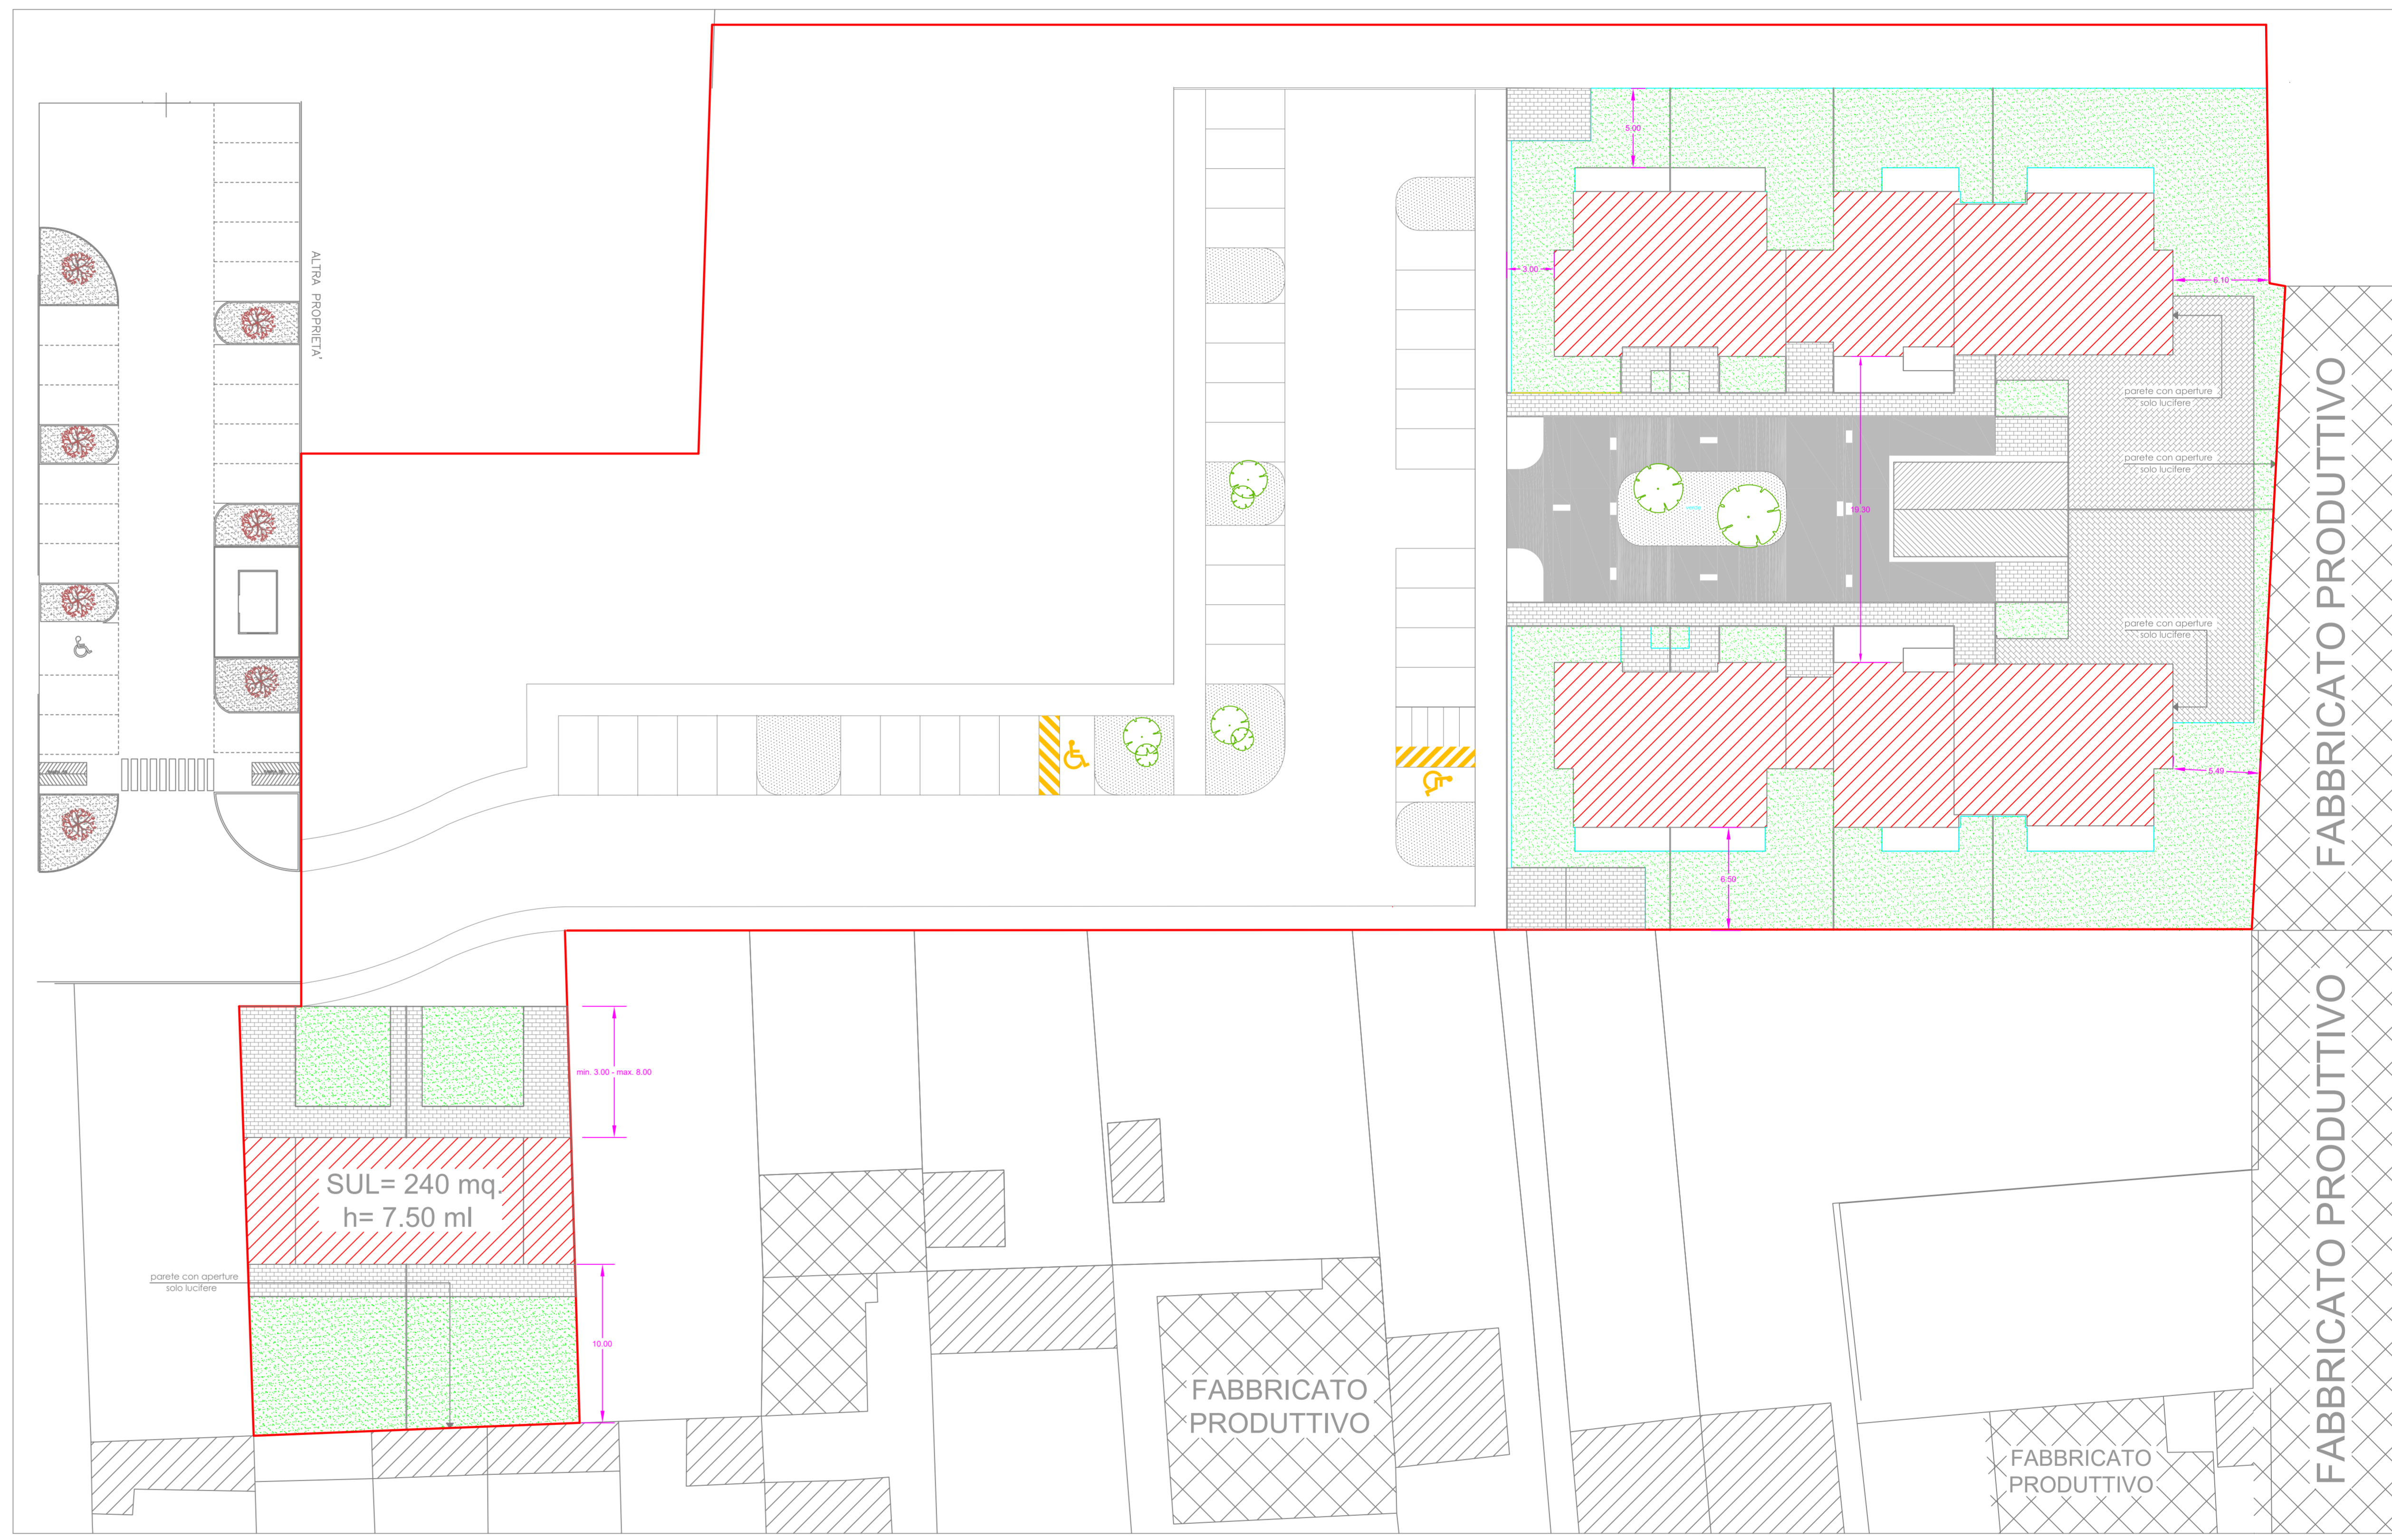 ALTRA PROPRIETA'
5.00
3.00
6.10
parete con aperture
solo lucifere
parete con aperture
solo lucifere
19.30
parete con aperture
solo lucifere
5.49
6.50
FABBRICATO PRODUTTIVO
FABBRICATO PRODUTTIVO
min. 3.00 - max. 8.00
SUL= 240 mq.
h= 7.50 ml
parete con aperture
solo lucifere
10.00
FABBRICATO
PRODUTTIVO
FABBRICATO
PRODUTTIVO